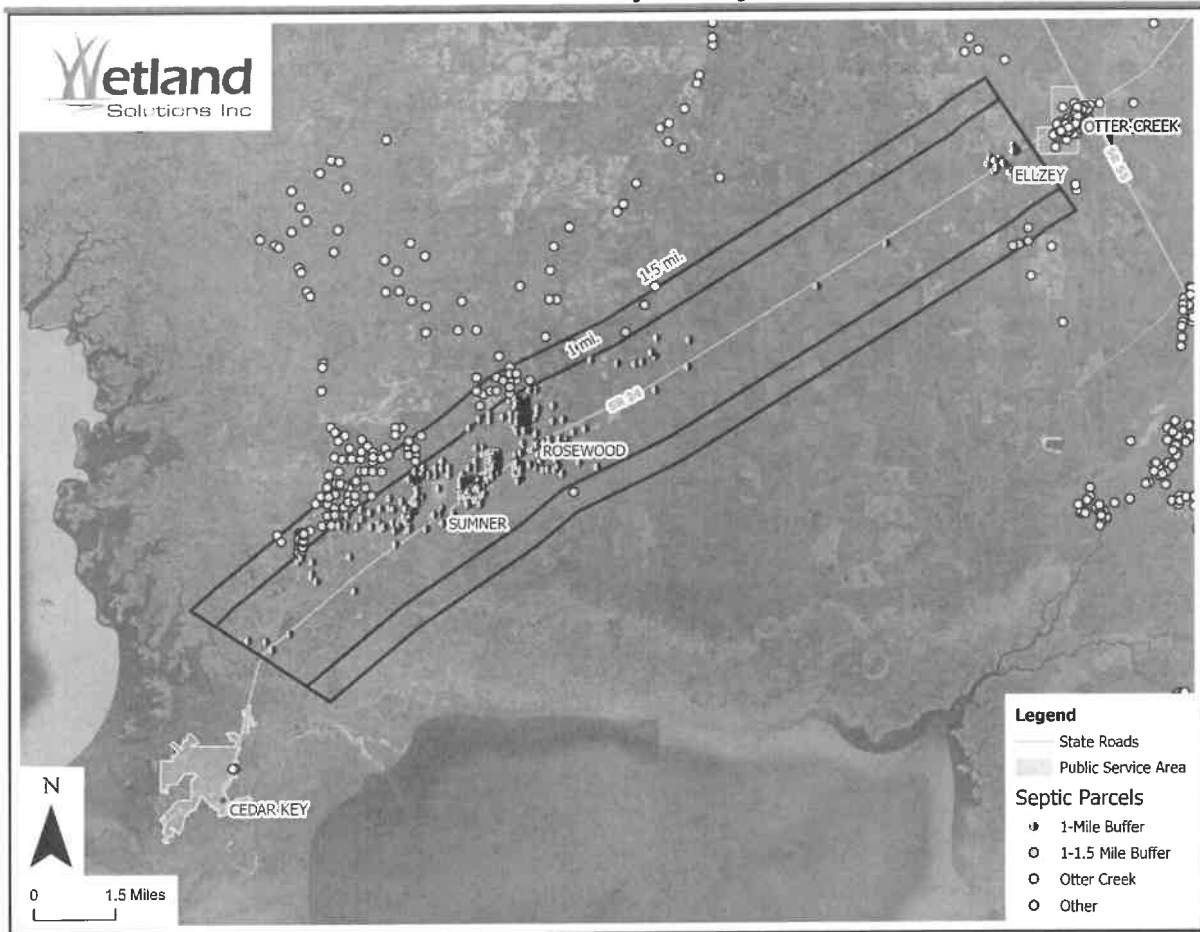 Wetland
Solutions Inc
OTTER CREEK
SR 55
ELLZEY
1.5 mi.
1 mi.
SR 24
ROSEWOOD
SUMNER
CEDAR KEY
N
0 1.5 Miles
Legend
State Roads
Public Service Area
Septic Parcels
1-Mile Buffer
1-1.5 Mile Buffer
Otter Creek
Other